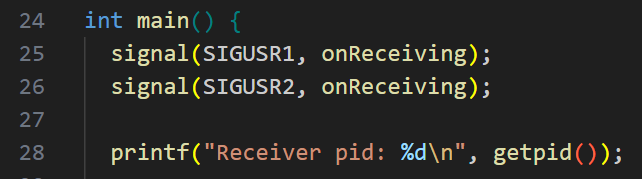 24 int main() {
25 signal(SIGUSR1, onReceiving);
26 signal(SIGUSR2, onReceiving);
27
28 printf("Receiver pid: %d\n", getpid());